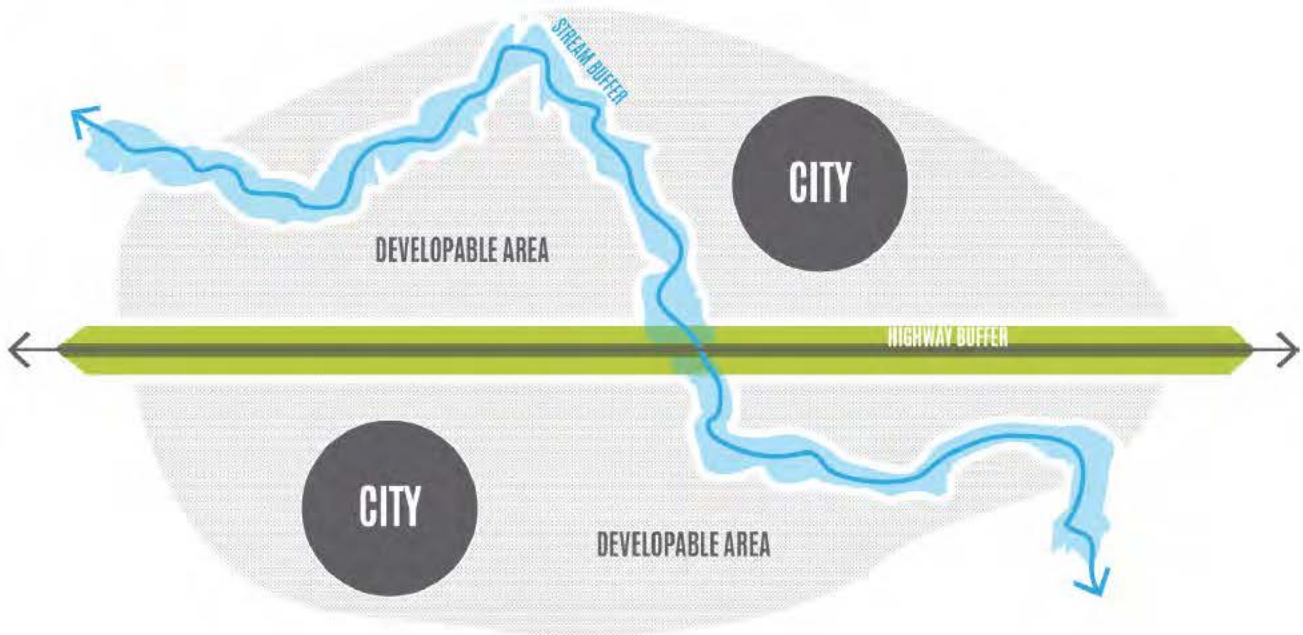 STREAM BUFFER
CITY
DEVELOPABLE AREA
HIGHWAY BUFFER
CITY
DEVELOPABLE AREA